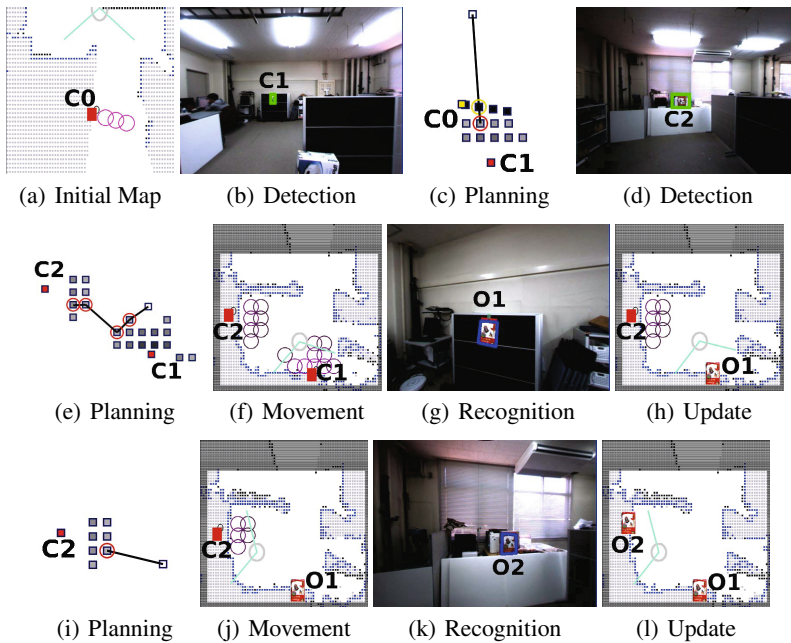 C0
C1
C0
C1
C2
(a) Initial Map
(b) Detection
(c) Planning
(d) Detection
C2
C1
C2
C1
O1
C2
O1
(e) Planning
(f) Movement
(g) Recognition
(h) Update
C2
C2
O1
O2
O2
O1
(i) Planning
(j) Movement
(k) Recognition
(l) Update